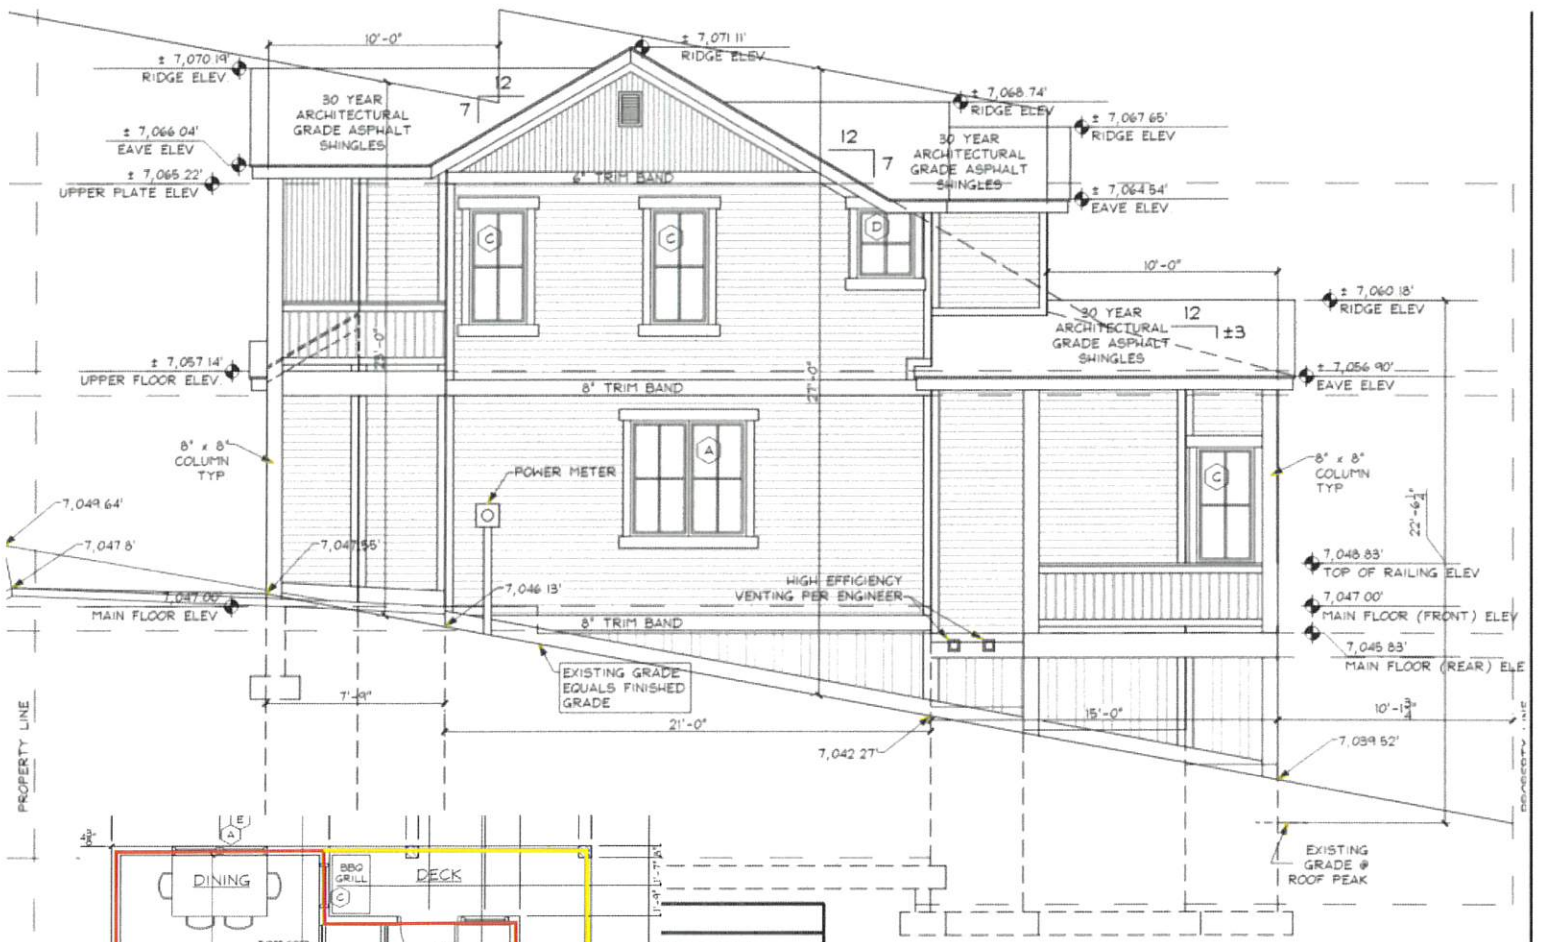 10'-0"
± 7,071.11'
RIDGE ELEV
± 7,070.19'
RIDGE ELEV.
12
7
30 YEAR
ARCHITECTURAL
GRADE ASPHALT
SHINGLES
± 7,068.74'
RIDGE ELEV
± 7,067.65'
RIDGE ELEV
± 7,066.04'
EAVE ELEV
12
7
30 YEAR
ARCHITECTURAL
GRADE ASPHALT
SHINGLES
± 7,065.22'
UPPER PLATE ELEV
6" TRIM BAND
± 7,064.54'
EAVE ELEV
C
C
D
10'-0"
± 7,060.18'
RIDGE ELEV
30 YEAR
ARCHITECTURAL
GRADE ASPHALT
SHINGLES
12
±3
± 7,057.14'
UPPER FLOOR ELEV.
± 7,056.90'
EAVE ELEV
8" TRIM BAND
27'-0"
8" x 8"
COLUMN
TYP
POWER METER
A
C
8" x 8"
COLUMN
TYP
7,049.64'
7,047.8'
7,047.55'
22'-6½"
7,048.83'
TOP OF RAILING ELEV
HIGH EFFICIENCY
VENTING PER ENGINEER
7,046.13'
7,047.00'
MAIN FLOOR ELEV
7,047.00'
MAIN FLOOR (FRONT) ELEV
8" TRIM BAND
7,045.83'
MAIN FLOOR (REAR) ELE
EXISTING GRADE
EQUALS FINISHED
GRADE
7'-9"
21'-0"
15'-0"
10'-1¾"
PROPERTY LINE
7,042.27'
7,039.52'
EXISTING
GRADE @
ROOF PEAK
E
A
DINING
BBQ
GRILL
C
DECK